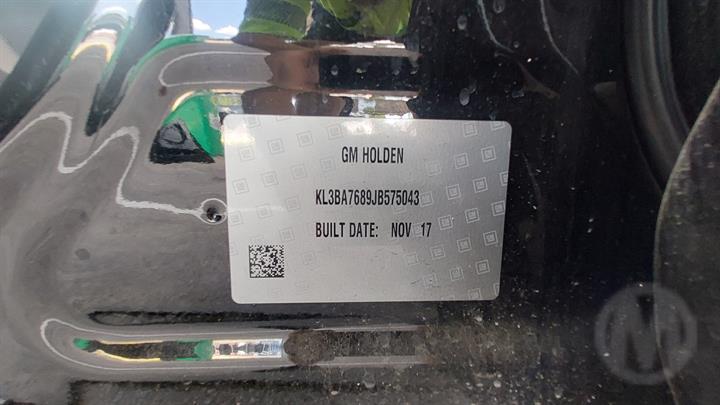 GM HOLDEN
KL3BA7689JB575043
BUILT DATE: NOV 17